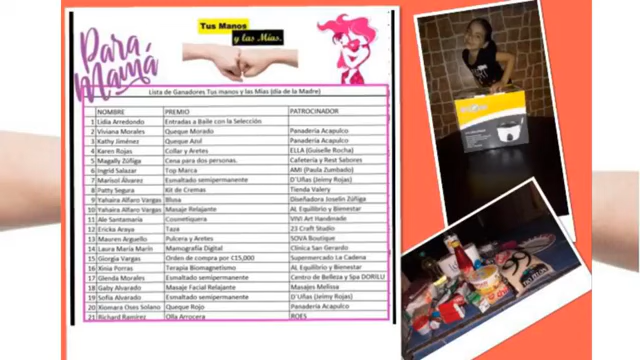 Para
Mamá
Tus Manos
y las Mías.
Lista de Ganadores Tus manos y las Mias (dia de la Madre)
NOMBRE PREMIO PATROCINADOR
1 Lidia Arredondo Entradas a Baile con la Selección
2 Viviana Morales Queque Morado Panaderia Acapulco
3 Kathy Jiménez Queque Azul Panaderia Acapulco
4 Karen Rojas Collar y Aretes ELLA (Guiselle Rocha)
5 Magally Zúñiga Cena para dos personas. Cafetería y Rest Sabores
6 Ingrid Salazar Top Marca AMI (Paula Zumbado)
7 Marisol Álvarez Esmaltado semipermanente D´Uñas (Jeimy Rojas)
8 Patty Segura Kit de Cremas Tienda Valery
9 Yahaira Alfaro Vargas Blusa Diseñadora Joselin Zúñiga
10 Yahaira Alfaro Vargas Masaje Relajante AL Equilibrio y Bienestar
11 Ale Santamaría Cosmetiquera VIVI Art Handmade
12 Ericka Araya Taza 23 Craft Studio
13 Mauren Arguello Pulcera y Aretes SOVA Boutique
14 Laura María Marín Mamografía Digital Clinica San Gerardo
15 Giorgia Vargas Orden de compra por ₡15,000 Supermercado La Cadena
16 Xinia Porras Terapia Biomagnetismo AL Equilibrio y Bienestar
17 Glenda Morales Esmaltado semipermanente Centro de Belleza y Spa DORILU
18 Gaby Alvarado Masaje Facial Relajante Masajes Melissa
19 Sofía Alvarado Esmaltado semipermanente D´Uñas (Jeimy Rojas)
20 Xiomara Oses Solano Queque Rojo Panaderia Acapulco
21 Richard Ramirez Olla Arrocera ROES